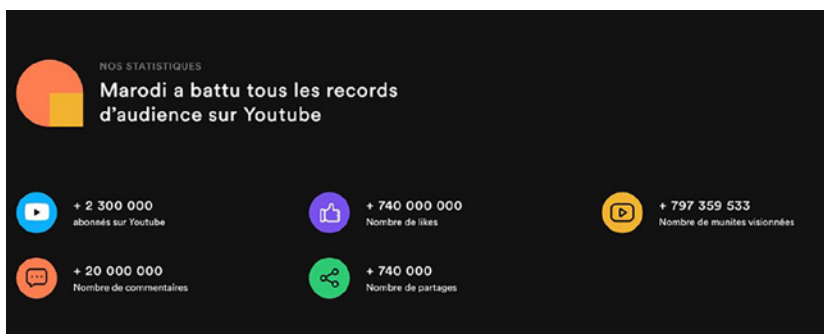 NOS STATISTIQUES
Marodi a battu tous les records
d'audience sur Youtube
+ 2 300 000
abonnés sur Youtube
+ 740 000 000
Nombre de likes
+ 797 359 533
Nombre de munites visionnées
+ 20 000 000
Nombre de commentaires
+ 740 000
Nombre de partages